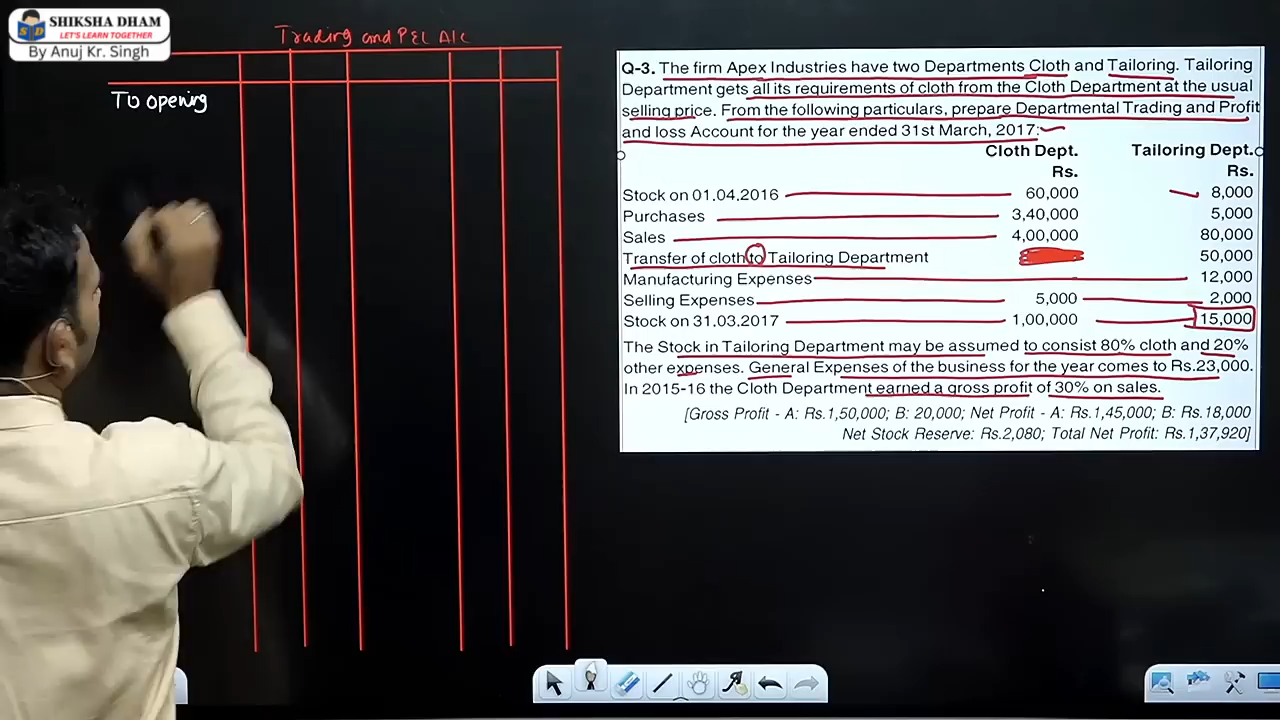 SHIKSHA DHAM
LET'S LEARN TOGETHER
By Anuj Kr. Singh
Trading and P&L A/c
To opening
Q-3. The firm Apex Industries have two Departments Cloth and Tailoring. Tailoring
Department gets all its requirements of cloth from the Cloth Department at the usual
selling price. From the following particulars, prepare Departmental Trading and Profit
and loss Account for the year ended 31st March, 2017:
Cloth Dept. Tailoring Dept.
Rs. Rs.
Stock on 01.04.2016 60,000 8,000
Purchases 3,40,000 5,000
Sales 4,00,000 80,000
Transfer of cloth to Tailoring Department 50,000
Manufacturing Expenses 12,000
Selling Expenses 5,000 2,000
Stock on 31.03.2017 1,00,000 15,000
The Stock in Tailoring Department may be assumed to consist 80% cloth and 20%
other expenses. General Expenses of the business for the year comes to Rs.23,000.
In 2015-16 the Cloth Department earned a gross profit of 30% on sales.
[Gross Profit - A: Rs.1,50,000; B: 20,000; Net Profit - A: Rs.1,45,000; B: Rs.18,000
Net Stock Reserve: Rs.2,080; Total Net Profit: Rs.1,37,920]